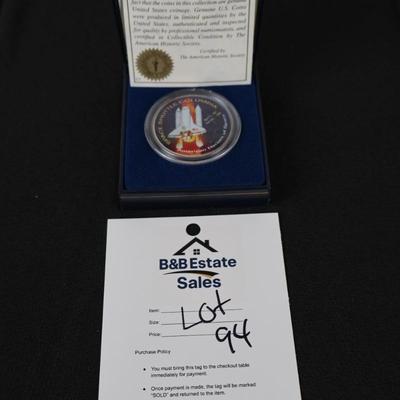 fact that the coins in this collection are genuine
United States coinage. Genuine U.S. Coins
were produced in limited quantities by the
United States, authenticated and inspected
for quality by professional numismatists, and
certified in Collectible Condition by The
American Historic Society.
Certified by
The American Historic Society
SPACE SHUTTLE
B&B Estate
Sales
Item:
Size:
Price:
Lot
94
Purchase Policy
• You must bring this tag to the checkout table
immediately for payment.
• Once payment is made, the tag will be marked
"SOLD" and returned to the item.